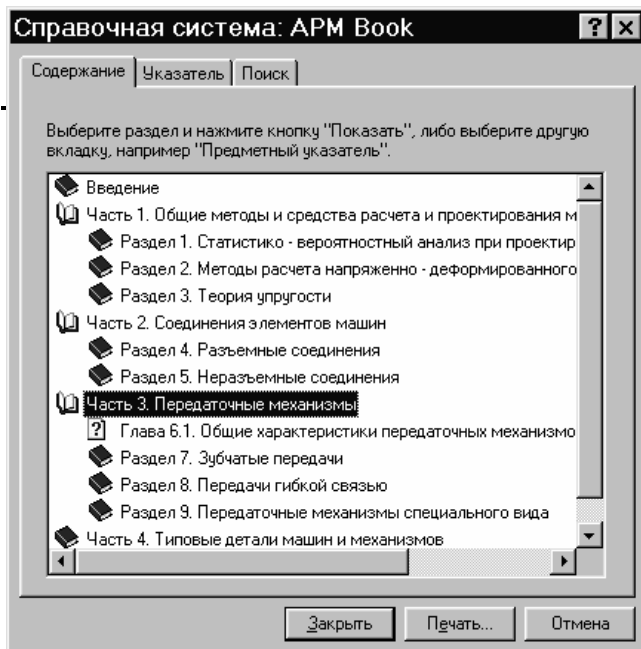 Справочная система: APM Book
Содержание Указатель Поиск
Выберите раздел и нажмите кнопку "Показать", либо выберите другую
вкладку, например "Предметный указатель".
Введение
Часть 1. Общие методы и средства расчета и проектирования м
Раздел 1. Статистико - вероятностный анализ при проектир
Раздел 2. Методы расчета напряженно - деформированного
Раздел 3. Теория упругости
Часть 2. Соединения элементов машин
Раздел 4. Разъемные соединения
Раздел 5. Неразъемные соединения
Часть 3. Передаточные механизмы
? Глава 6.1. Общие характеристики передаточных механизмо
Раздел 7. Зубчатые передачи
Раздел 8. Передачи гибкой связью
Раздел 9. Передаточные механизмы специального вида
Часть 4. Типовые детали машин и механизмов
Закрыть Печать... Отмена